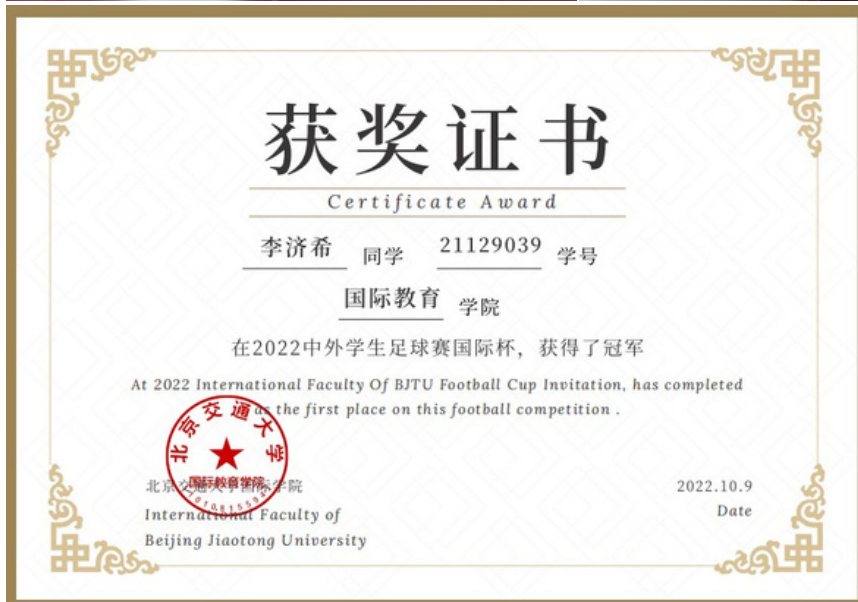 获奖证书
Certificate Award
李济希 同学 21129039 学号
国际教育 学院
在2022中外学生足球赛国际杯，获得了冠军
At 2022 International Faculty Of BJTU Football Cup Invitation, has completed
as the first place on this football competition .
北京交通大学
国际教育学院
北京交通大学国际学院
2022.10.9
International Faculty of
Date
Beijing Jiaotong University